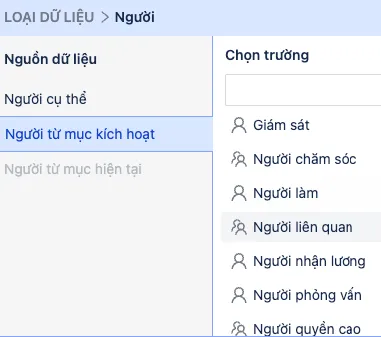 LOẠI DỮ LIỆU > Người
Nguồn dữ liệu
Người cụ thể
Người từ mục kích hoạt
Người từ mục hiện tại
Chọn trường
Giám sát
Người chăm sóc
Người làm
Người liên quan
Người nhận lương
Người phỏng vấn
Người quyền cao